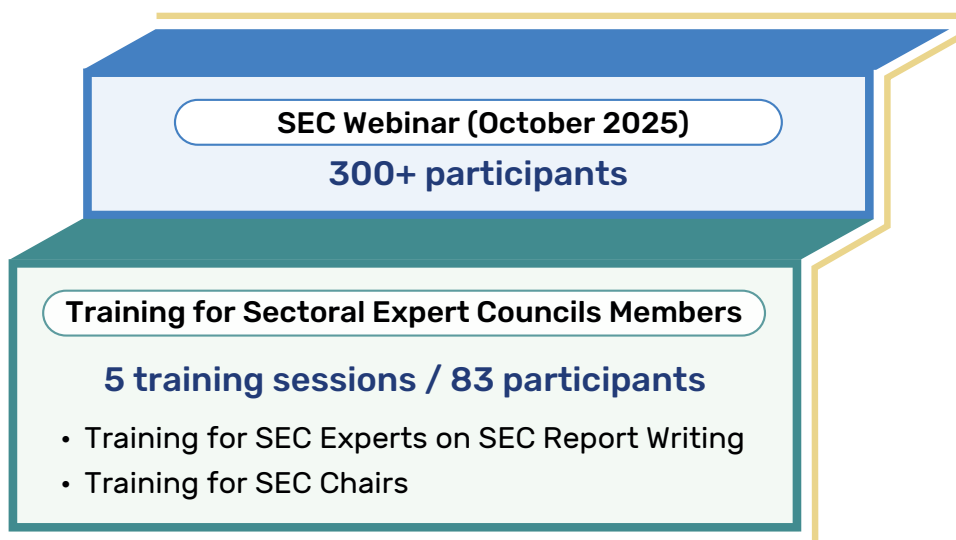 SEC Webinar (October 2025)
300+ participants
Training for Sectoral Expert Councils Members
5 training sessions / 83 participants
• Training for SEC Experts on SEC Report Writing
• Training for SEC Chairs